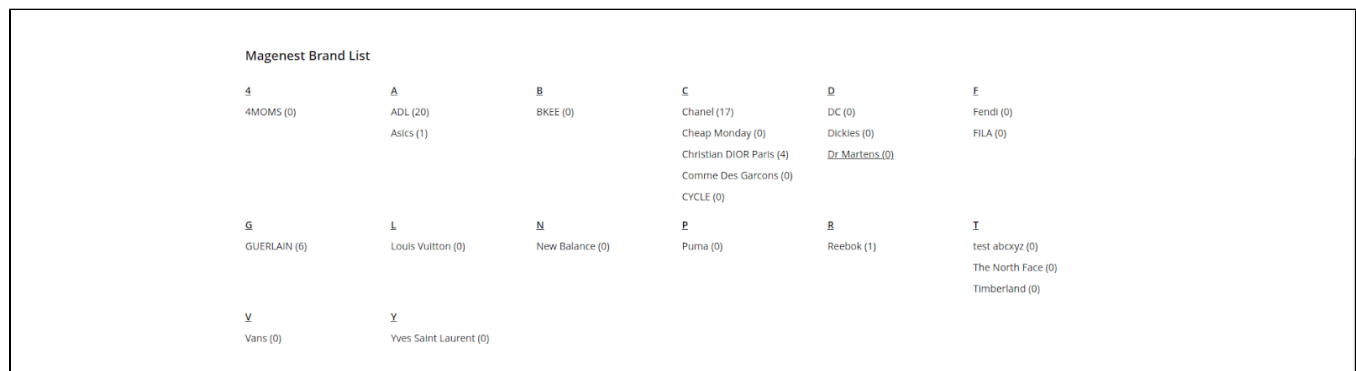 Magenest Brand List
4 A B C D F
4MOMS (0) ADL (20) BKEE (0) Chanel (17) DC (0) Fendi (0)
Asics (1) Cheap Monday (0) Dickies (0) FILA (0)
Christian DIOR Paris (4) Dr Martens (0)
Comme Des Garcons (0)
CYCLE (0)
G L N P R T
GUERLAIN (6) Louis Vuitton (0) New Balance (0) Puma (0) Reebok (1) test abcxyz (0)
The North Face (0)
Timberland (0)
V Y
Vans (0) Yves Saint Laurent (0)